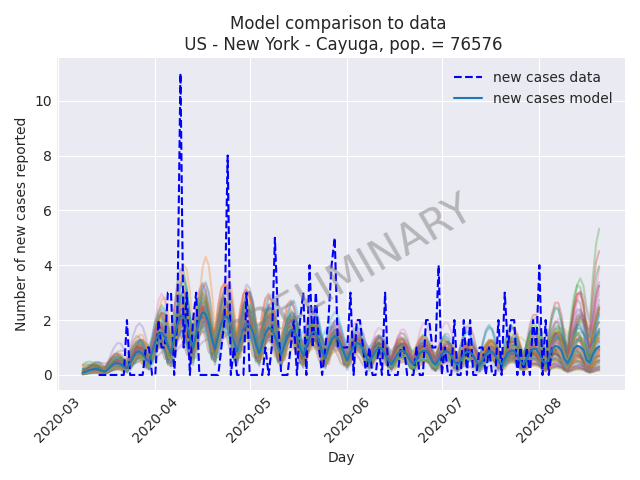 Model comparison to data
US - New York - Cayuga, pop. = 76576
new cases data
new cases model
PRELIMINARY
Number of new cases reported
10
8
6
4
2
0
2020-03
2020-04
2020-05
2020-06
2020-07
2020-08
Day